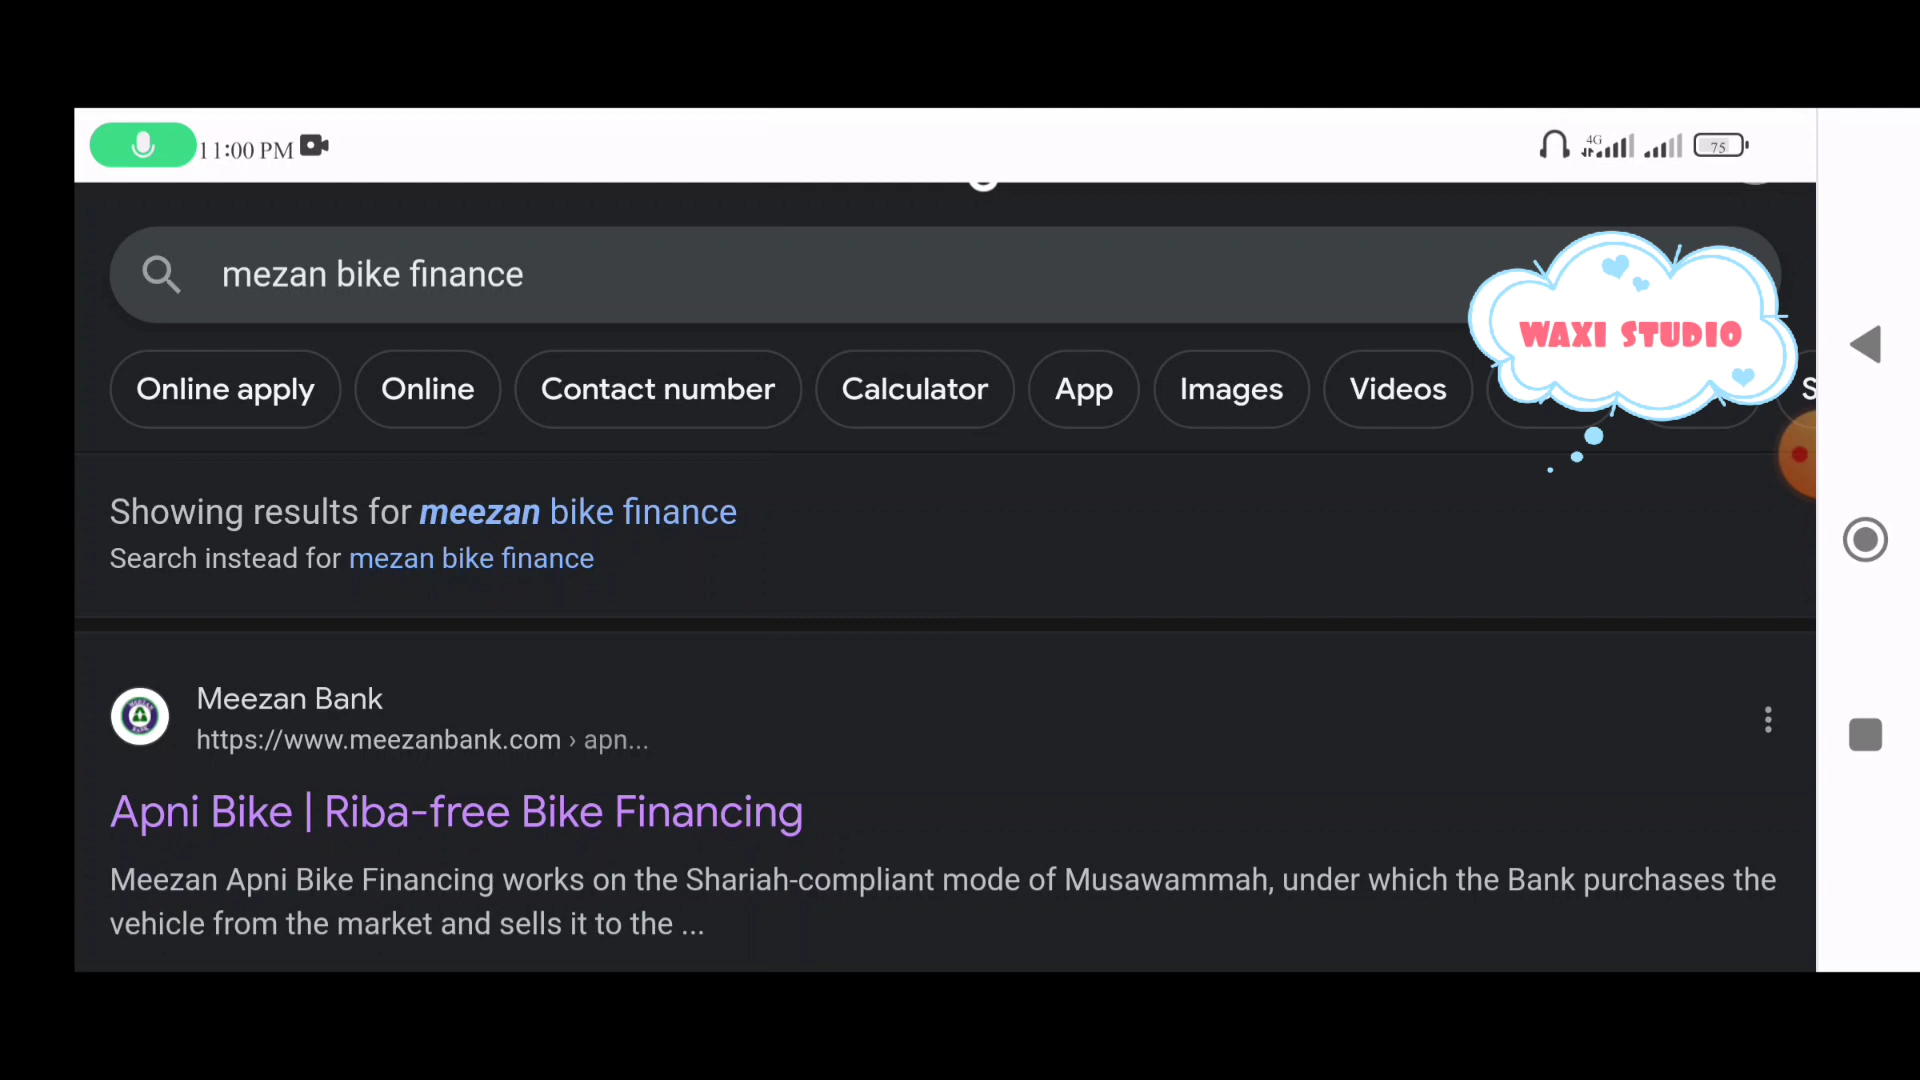 11:00 PM
4G
75
mezan bike finance
WAXI STUDIO
Online apply
Online
Contact number
Calculator
App
Images
Videos
S
Showing results for meezan bike finance
Search instead for mezan bike finance
Meezan Bank
https://www.meezanbank.com › apn...
Apni Bike | Riba-free Bike Financing
Meezan Apni Bike Financing works on the Shariah-compliant mode of Musawammah, under which the Bank purchases the
vehicle from the market and sells it to the ...